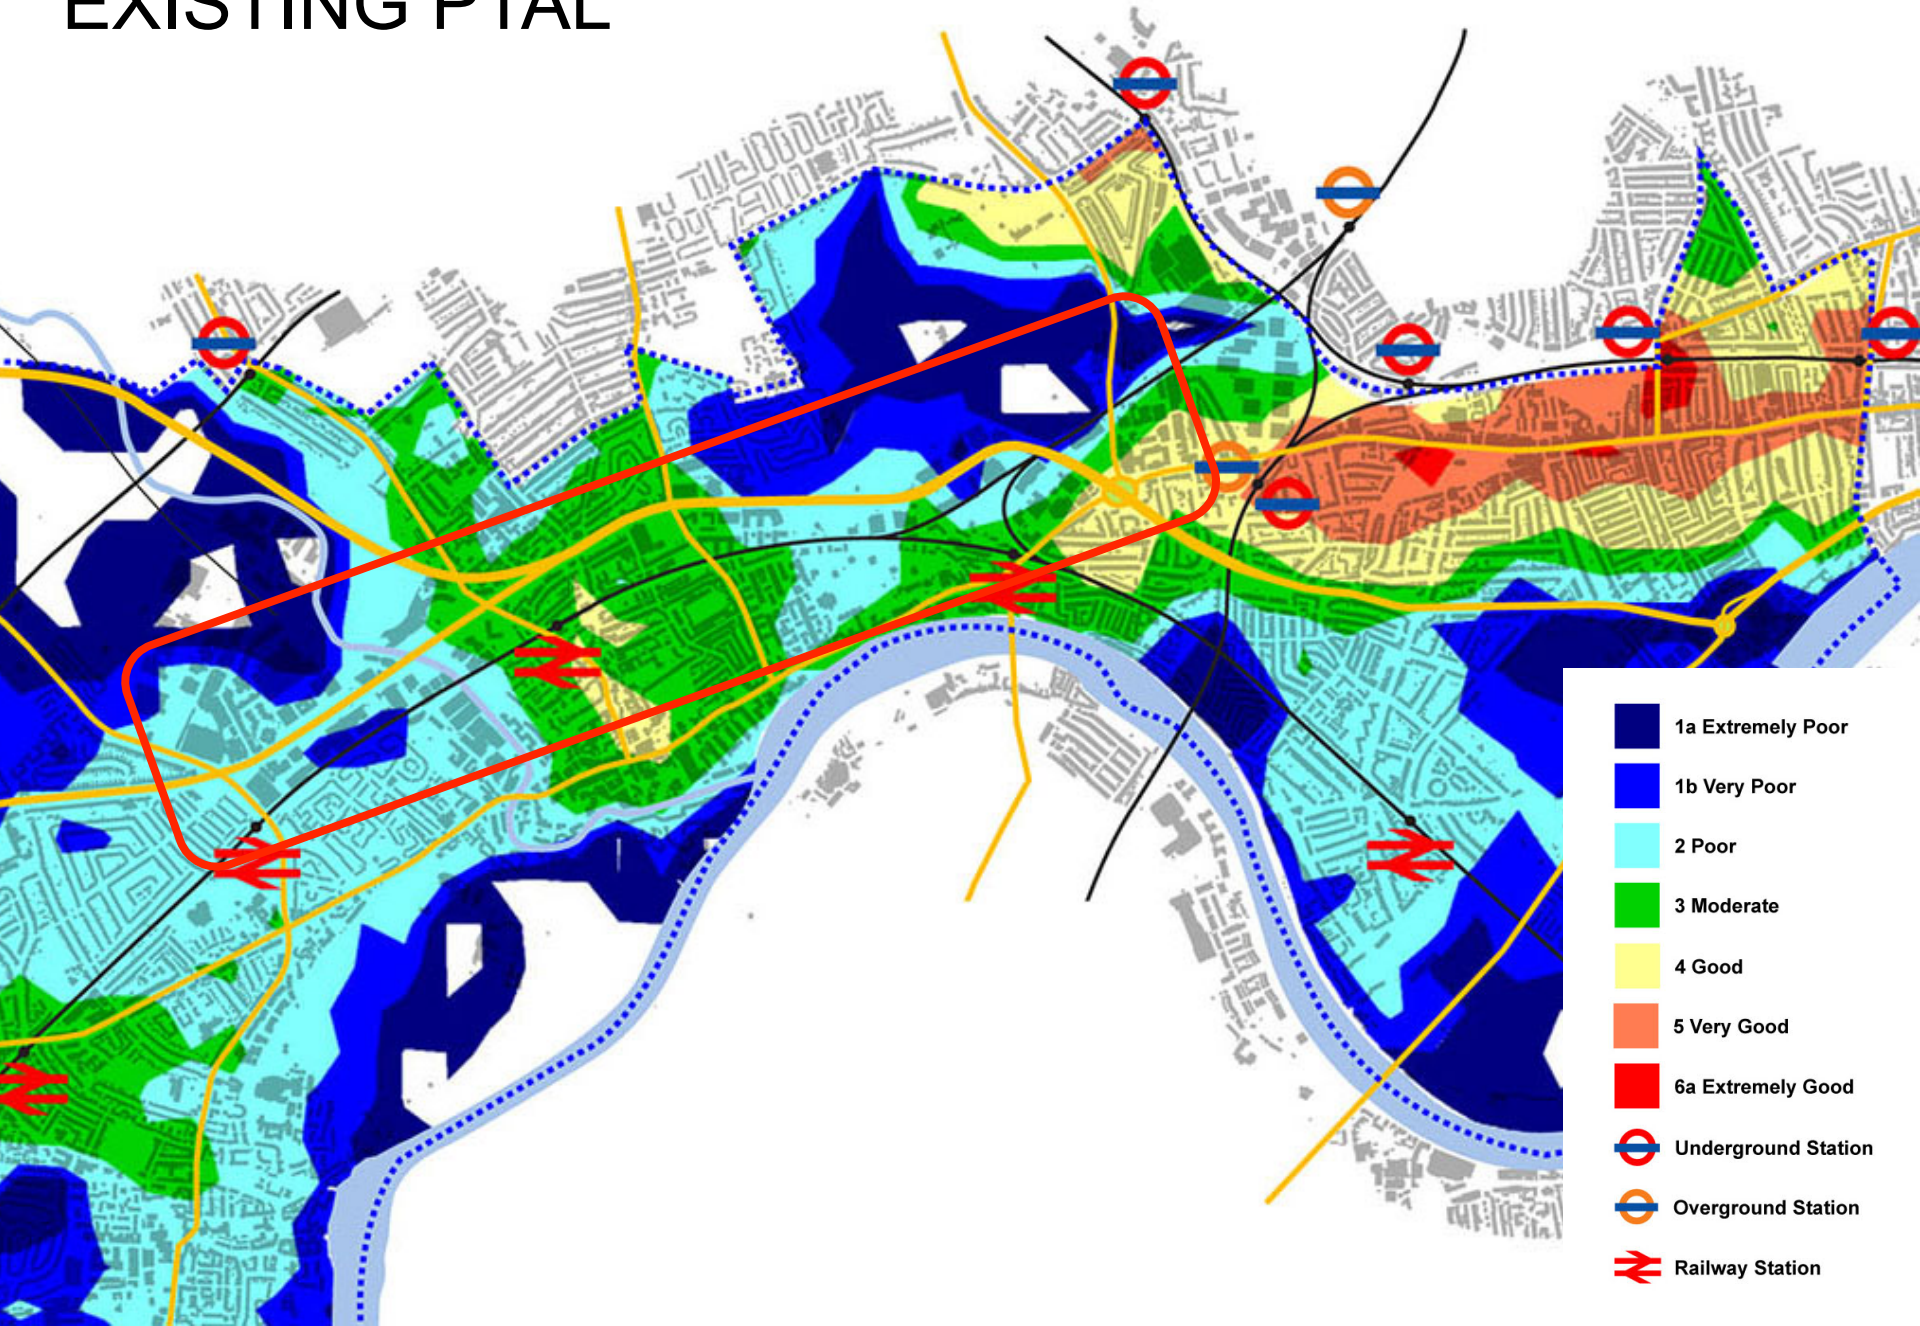 EXISTING PTAL
1a Extremely Poor
1b Very Poor
2 Poor
3 Moderate
4 Good
5 Very Good
6a Extremely Good
Underground Station
Overground Station
Railway Station